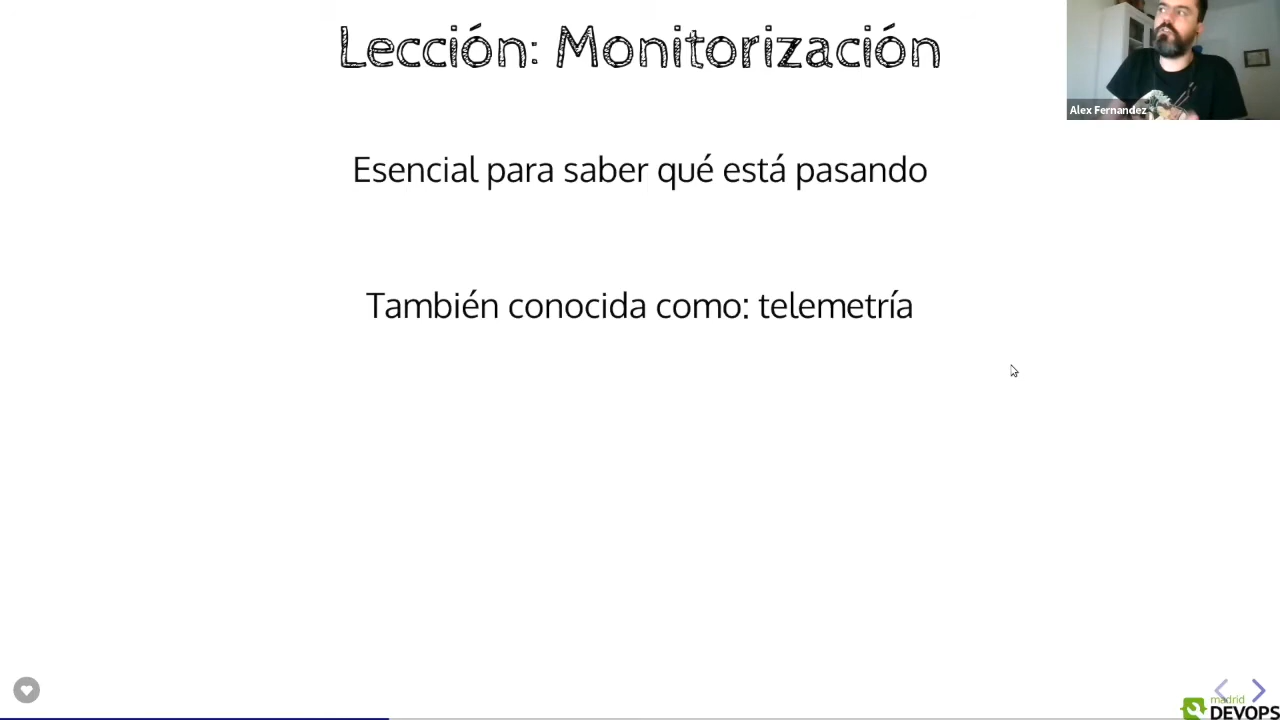 Lección: Monitorización
Alex Fernandez
Esencial para saber qué está pasando
También conocida como: telemetría
madrid
DEVOPS